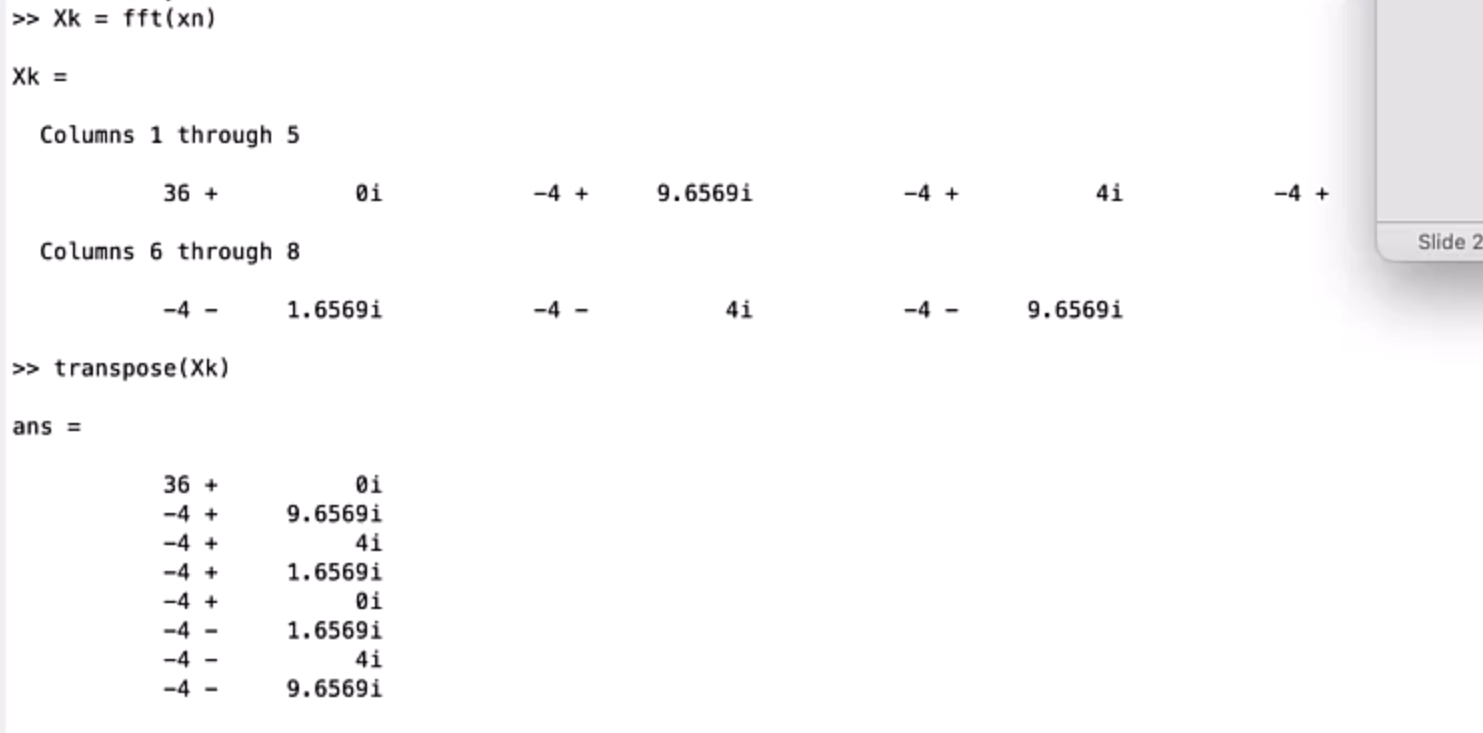 >> Xk = fft(xn)
Xk =
Columns 1 through 5
36 + 0i -4 + 9.6569i -4 + 4i -4 +
Columns 6 through 8
-4 - 1.6569i -4 - 4i -4 - 9.6569i
>> transpose(Xk)
ans =
36 + 0i
-4 + 9.6569i
-4 + 4i
-4 + 1.6569i
-4 + 0i
-4 - 1.6569i
-4 - 4i
-4 - 9.6569i
Slide 2